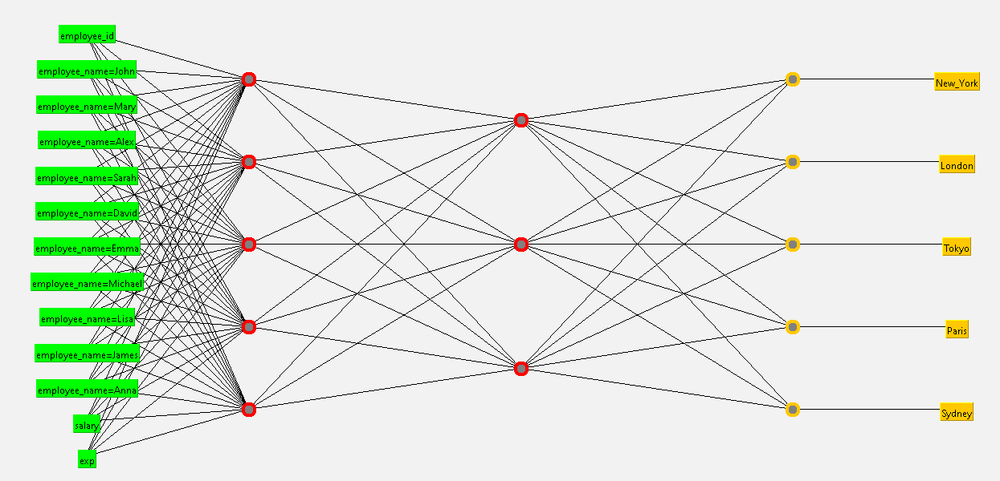 employee_id
employee_name=John
employee_name=Mary
employee_name=Alex
employee_name=Sarah
employee_name=David
employee_name=Emma
employee_name=Michael
employee_name=Lisa
employee_name=James
employee_name=Anna
salary
exp
New_York
London
Tokyo
Paris
Sydney